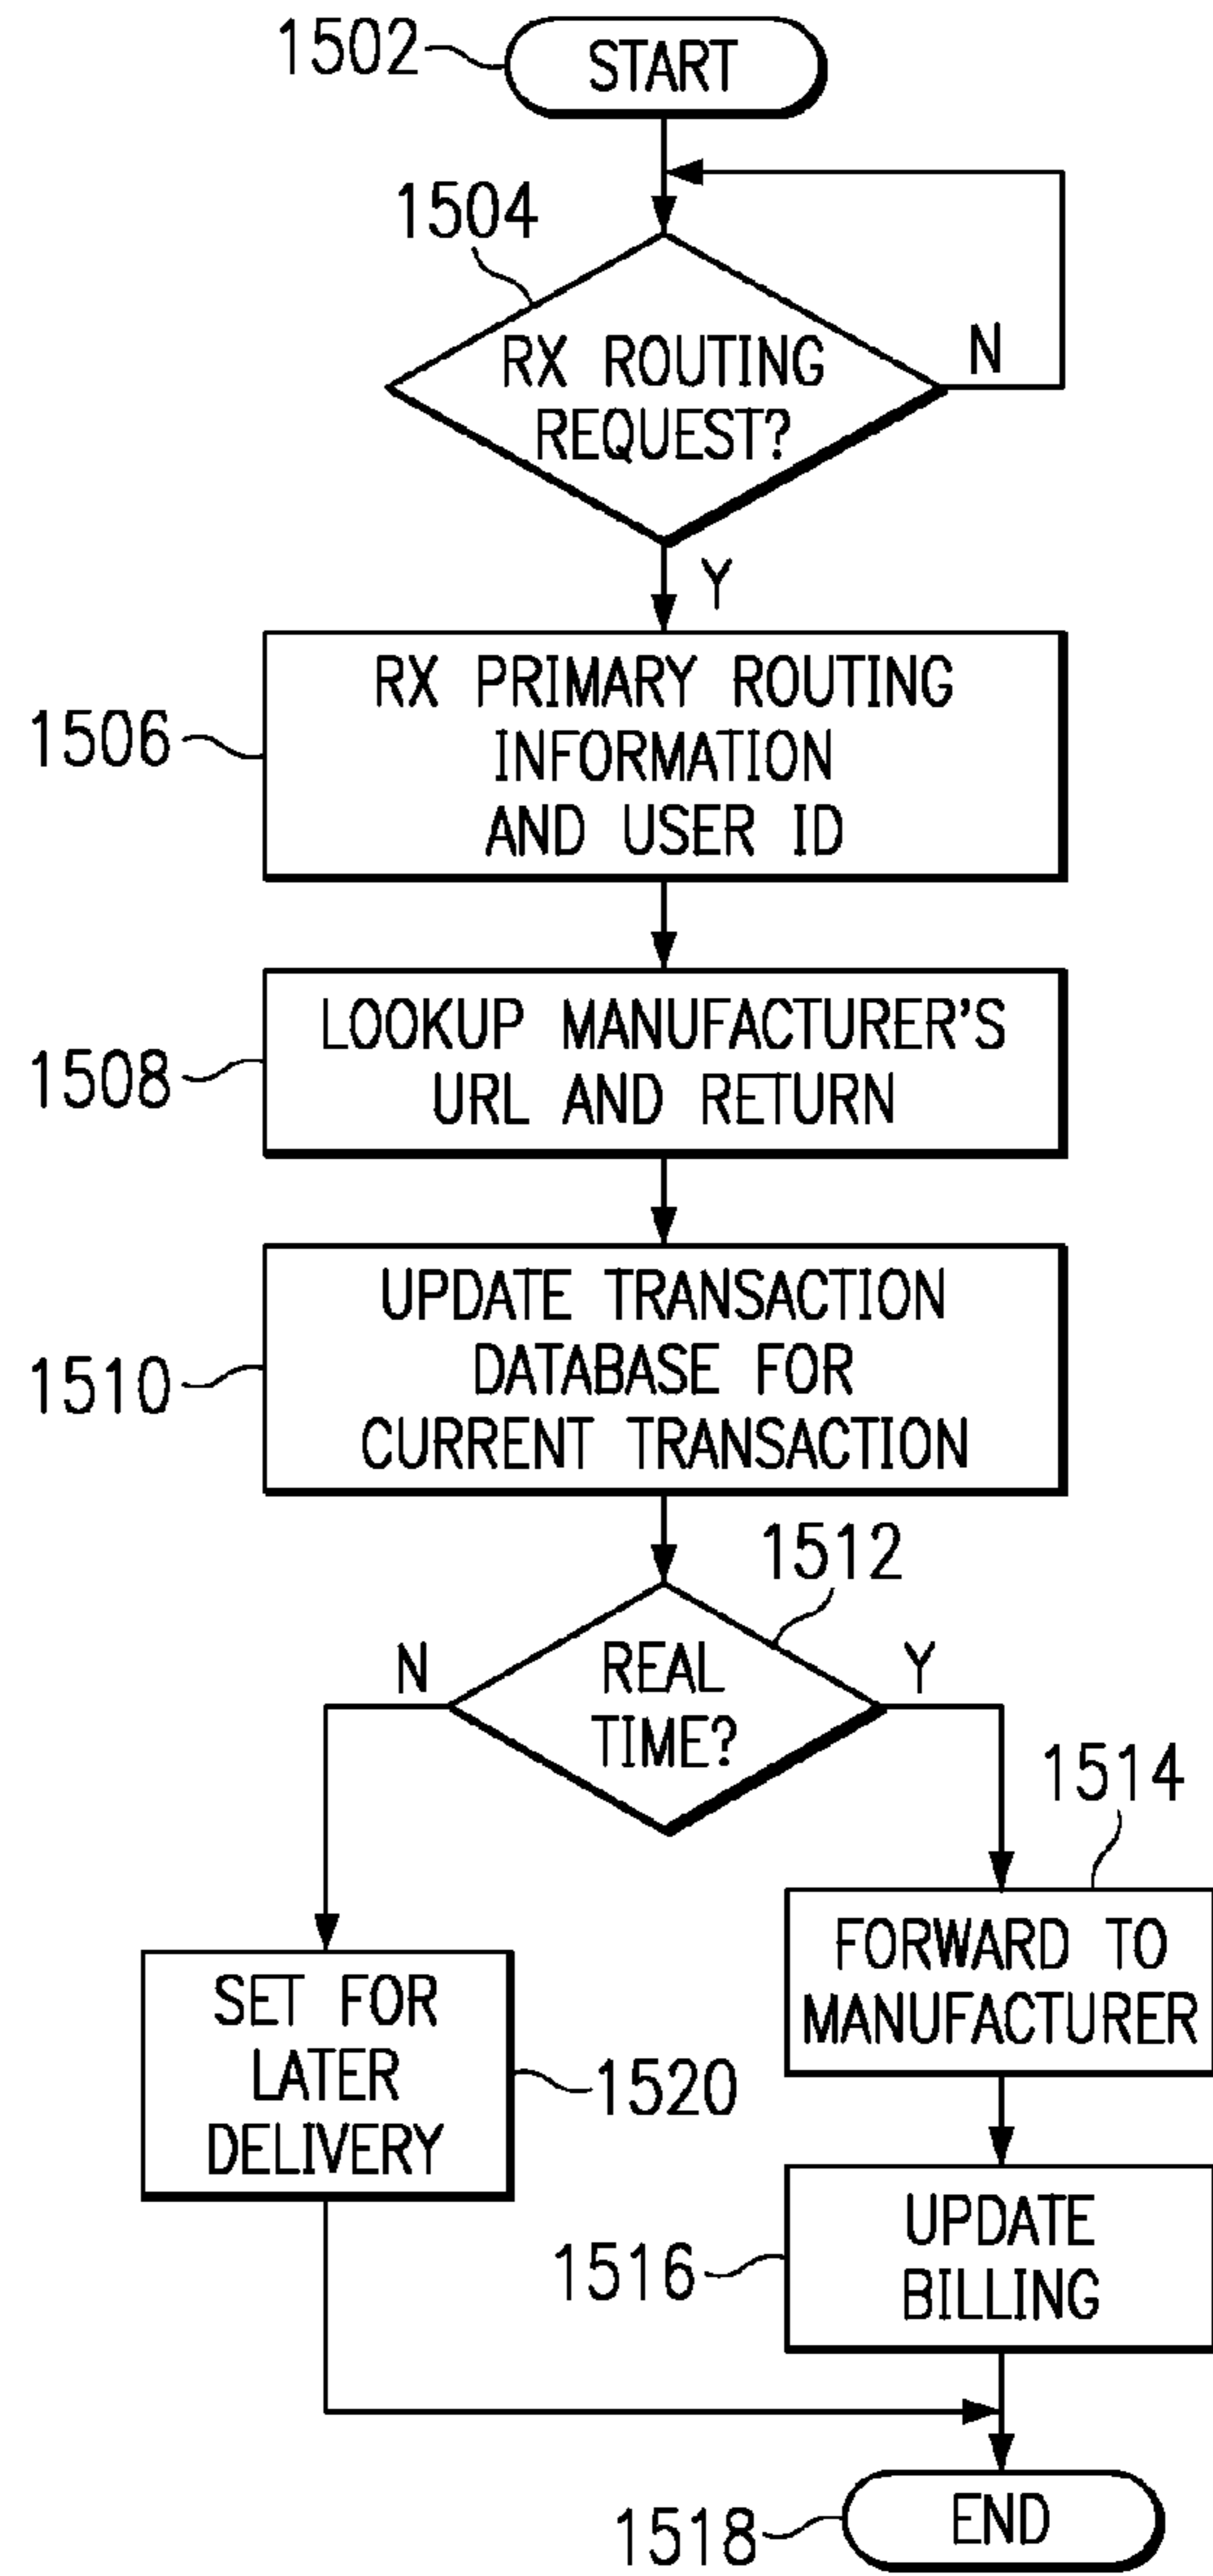 1502
START
1504
RX ROUTING
REQUEST?
N
Y
1506
RX PRIMARY ROUTING
INFORMATION
AND USER ID
1508
LOOKUP MANUFACTURER'S
URL AND RETURN
1510
UPDATE TRANSACTION
DATABASE FOR
CURRENT TRANSACTION
1512
N
REAL
TIME?
Y
1514
FORWARD TO
MANUFACTURER
SET FOR
LATER
DELIVERY
1520
1516
UPDATE
BILLING
1518
END